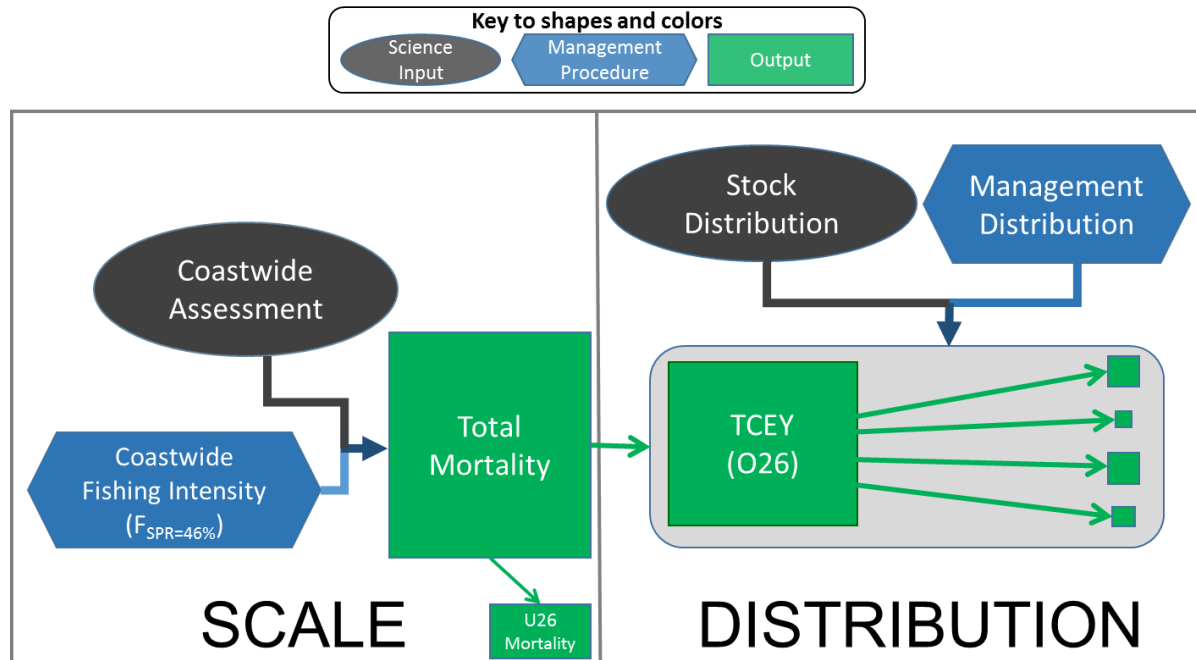 Key to shapes and colors
Science
Input
Management
Procedure
Output
Coastwide
Assessment
Coastwide
Fishing Intensity
(FSPR=46%)
Total
Mortality
U26
Mortality
SCALE
Stock
Distribution
Management
Distribution
TCEY
(O26)
DISTRIBUTION